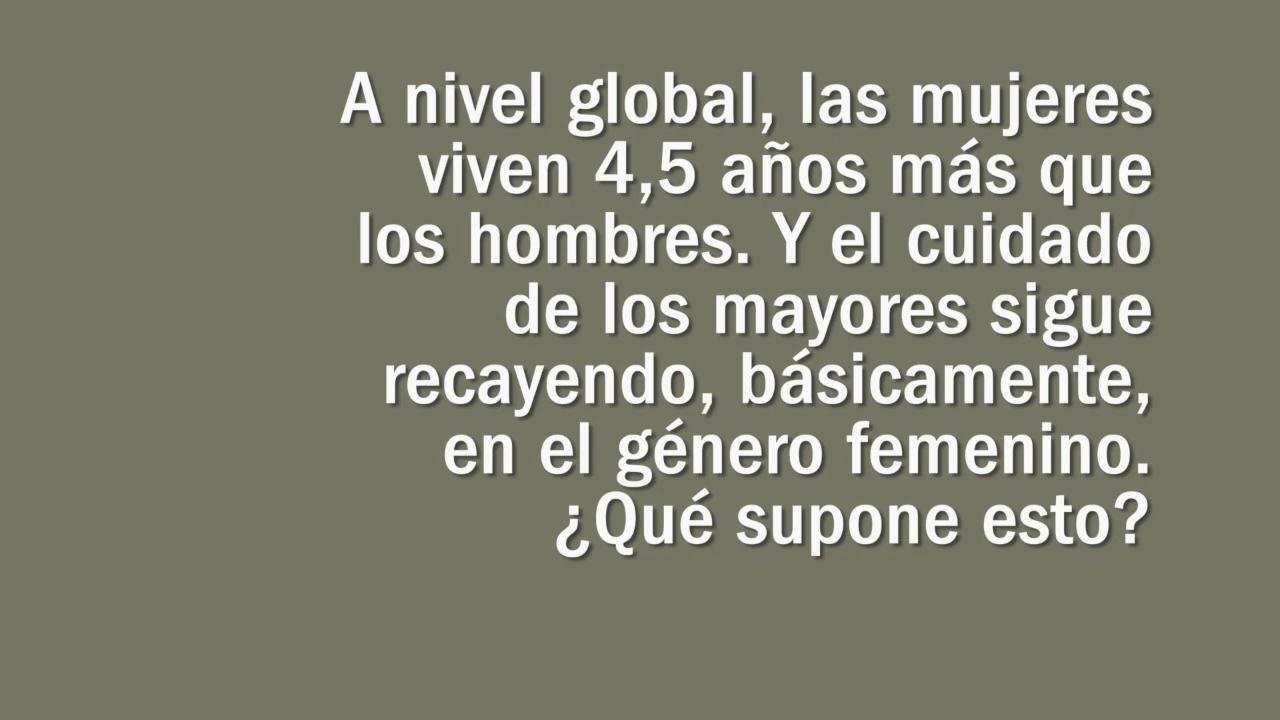 A nivel global, las mujeres
viven 4,5 años más que
los hombres. Y el cuidado
de los mayores sigue
recayendo, básicamente,
en el género femenino.
¿Qué supone esto?